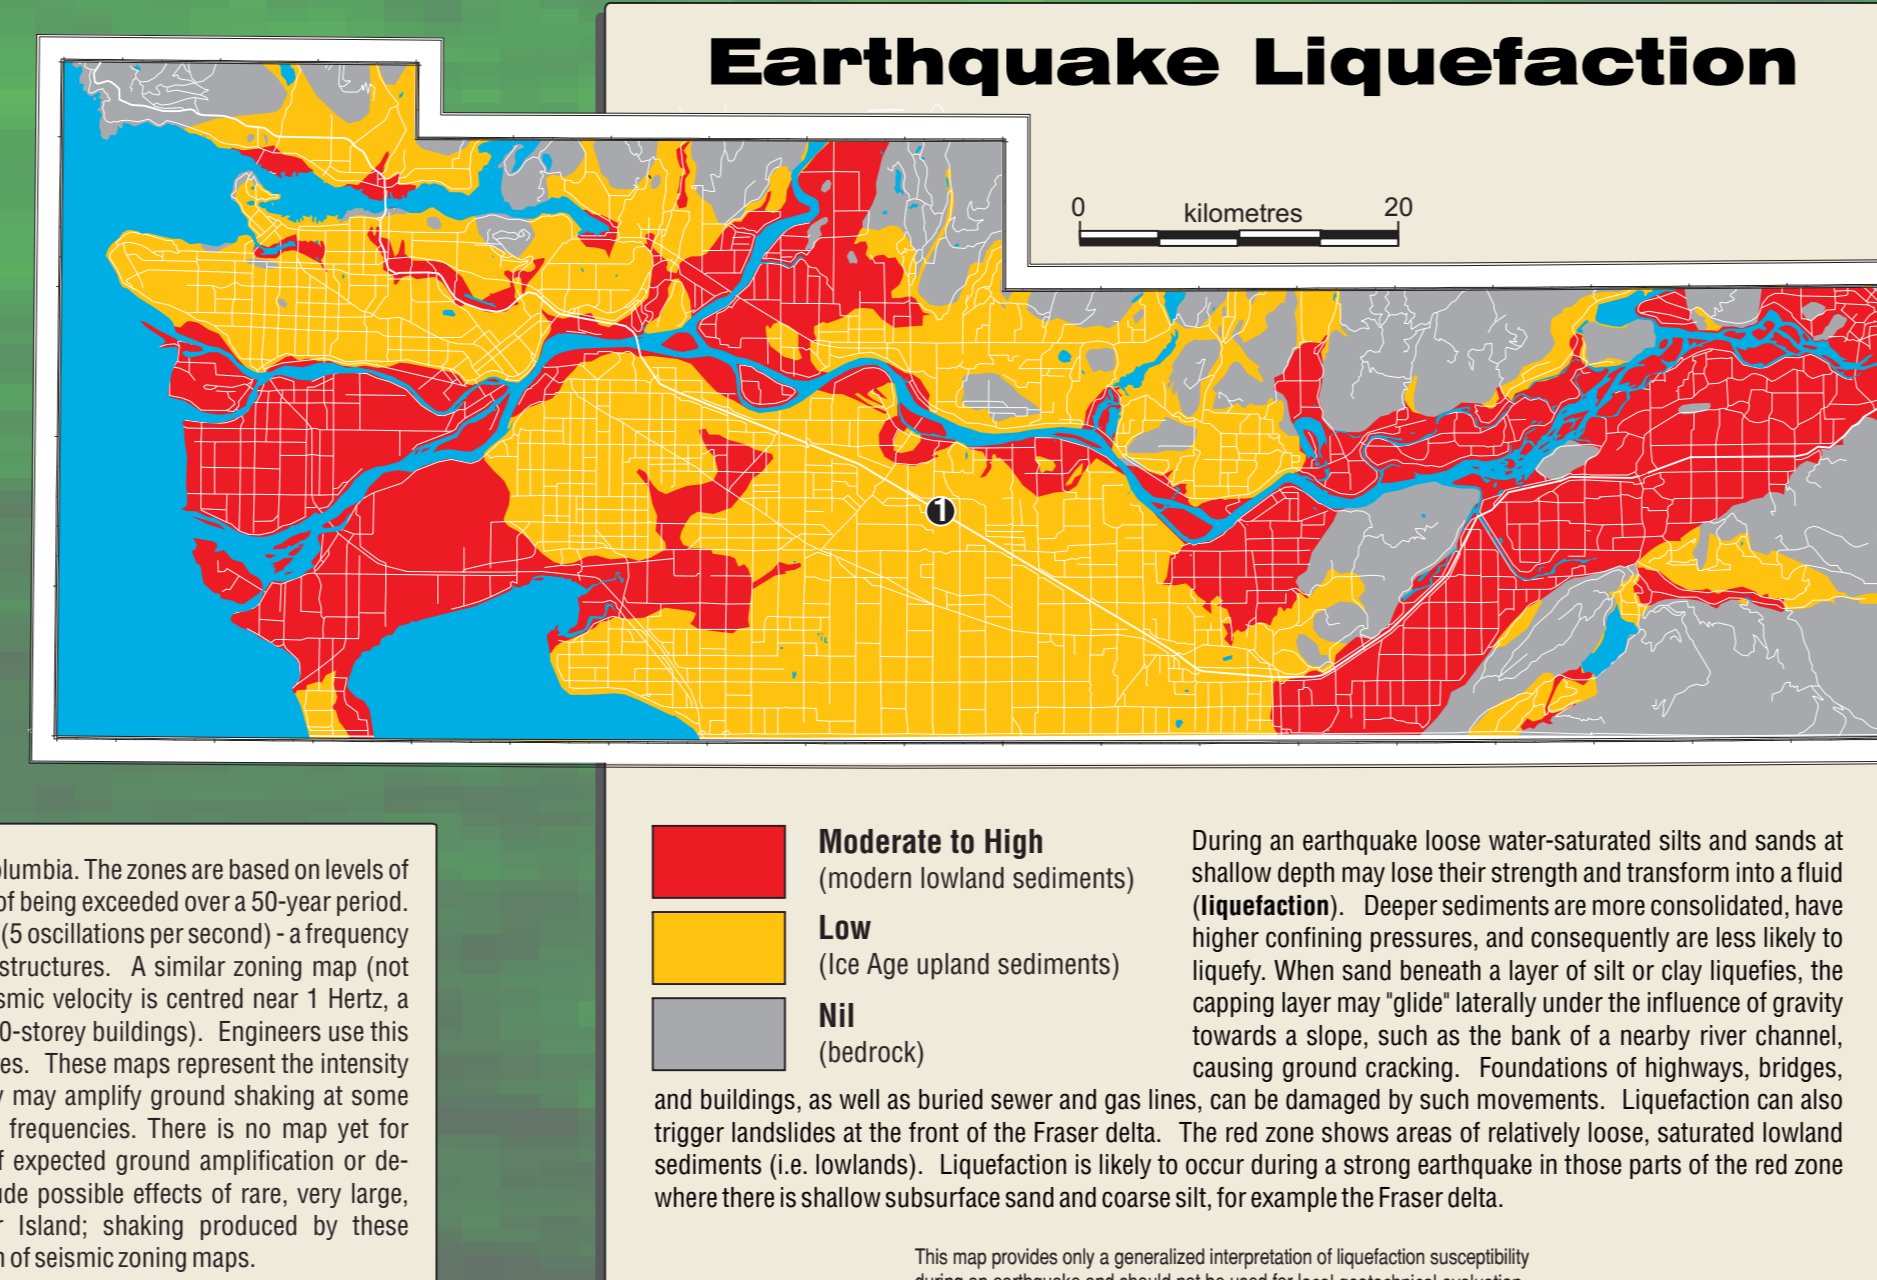 Earthquake Liquefaction
0 kilometres 20
1
Moderate to High
(modern lowland sediments)
Low
(Ice Age upland sediments)
Nil
(bedrock)
During an earthquake loose water-saturated silts and sands at
shallow depth may lose their strength and transform into a fluid
(liquefaction). Deeper sediments are more consolidated, have
higher confining pressures, and consequently are less likely to
liquefy. When sand beneath a layer of silt or clay liquefies, the
capping layer may "glide" laterally under the influence of gravity
towards a slope, such as the bank of a nearby river channel,
causing ground cracking. Foundations of highways, bridges,
and buildings, as well as buried sewer and gas lines, can be damaged by such movements. Liquefaction can also
trigger landslides at the front of the Fraser delta. The red zone shows areas of relatively loose, saturated lowland
sediments (i.e. lowlands). Liquefaction is likely to occur during a strong earthquake in those parts of the red zone
where there is shallow subsurface sand and coarse silt, for example the Fraser delta.
This map provides only a generalized interpretation of liquefaction susceptibility
during an earthquake and should not be used for local geotechnical evaluation.
olumbia. The zones are based on levels of
of being exceeded over a 50-year period.
(5 oscillations per second) - a frequency
structures. A similar zoning map (not
smic velocity is centred near 1 Hertz, a
0-storey buildings). Engineers use this
es. These maps represent the intensity
y may amplify ground shaking at some
frequencies. There is no map yet for
f expected ground amplification or de-
ude possible effects of rare, very large,
r Island; shaking produced by these
n of seismic zoning maps.